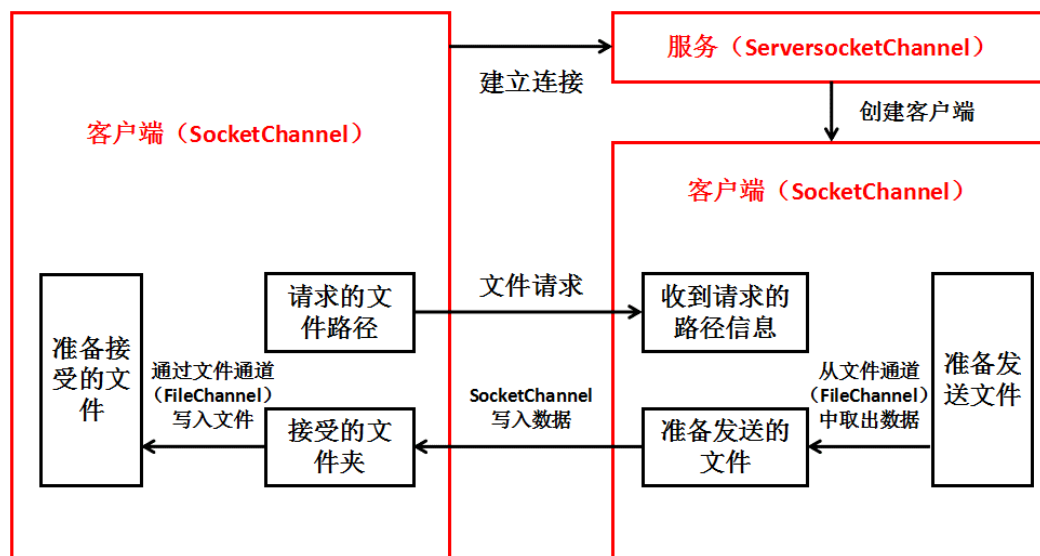 服务（ServersocketChannel）
建立连接
创建客户端
客户端（SocketChannel）
客户端（SocketChannel）
请求的文
件路径
文件请求
收到请求的
路径信息
准备接
受的文
件
通过文件通道
（FileChannel）
写入文件
接受的文
件夹
SocketChannel
写入数据
准备发送的
文件
从文件通道
（FileChannel）
中取出数据
准备发
送文件